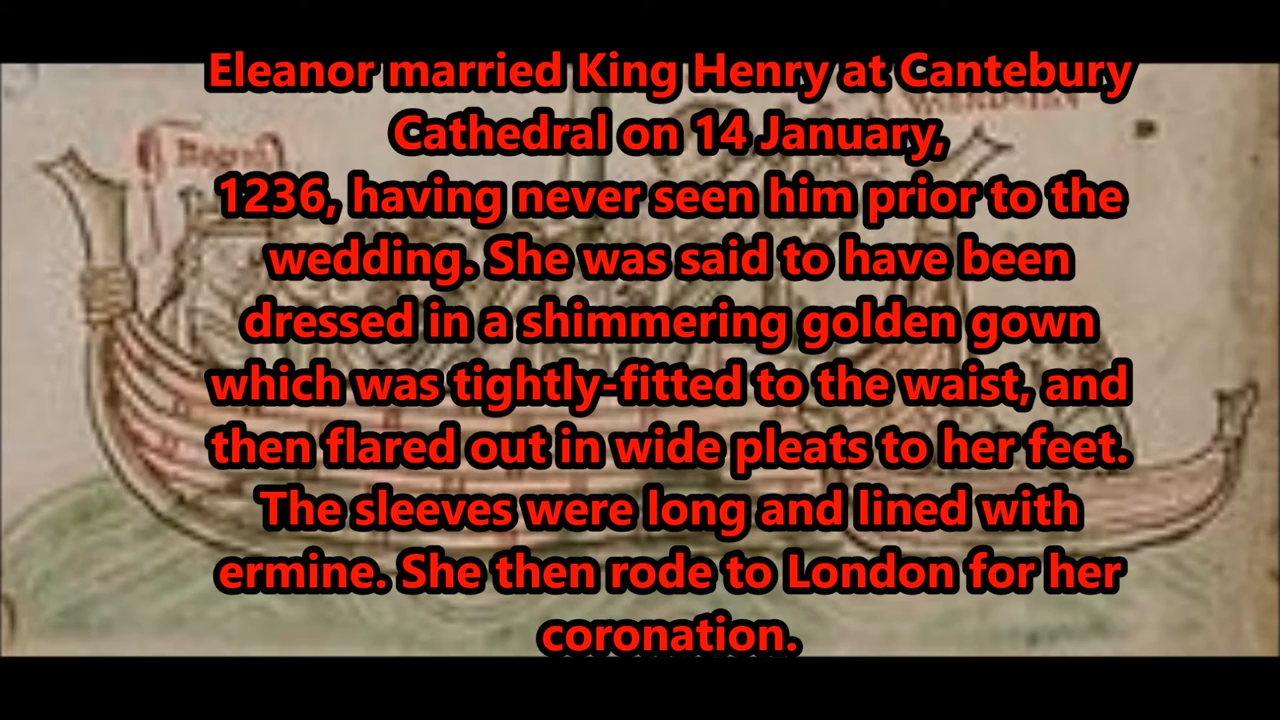 Eleanor married King Henry at Cantebury
Cathedral on 14 January,
1236, having never seen him prior to the
wedding. She was said to have been
dressed in a shimmering golden gown
which was tightly-fitted to the waist, and
then flared out in wide pleats to her feet.
The sleeves were long and lined with
ermine. She then rode to London for her
coronation.